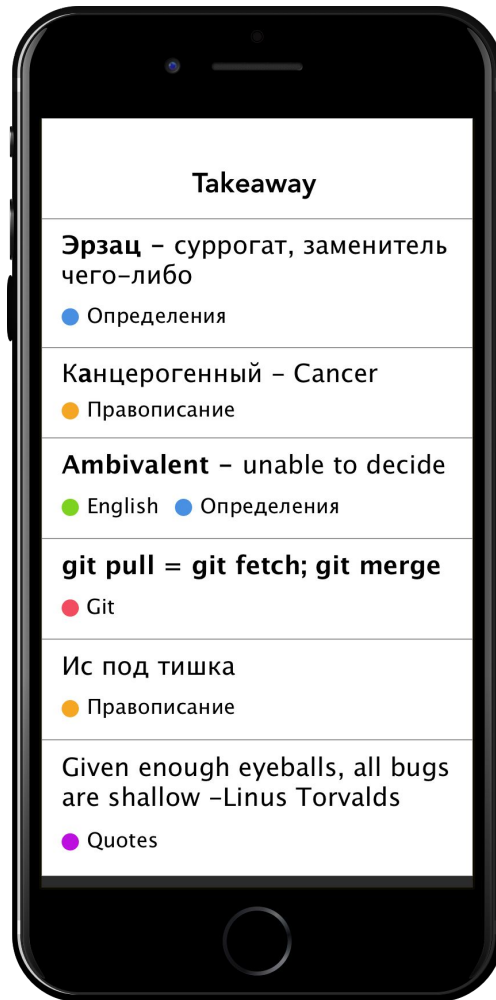 Takeaway
Эрзац – суррогат, заменитель
чего-либо
Определения
Канцерогенный – Cancer
Правописание
Ambivalent – unable to decide
English Определения
git pull = git fetch; git merge
Git
Ис под тишка
Правописание
Given enough eyeballs, all bugs
are shallow –Linus Torvalds
Quotes